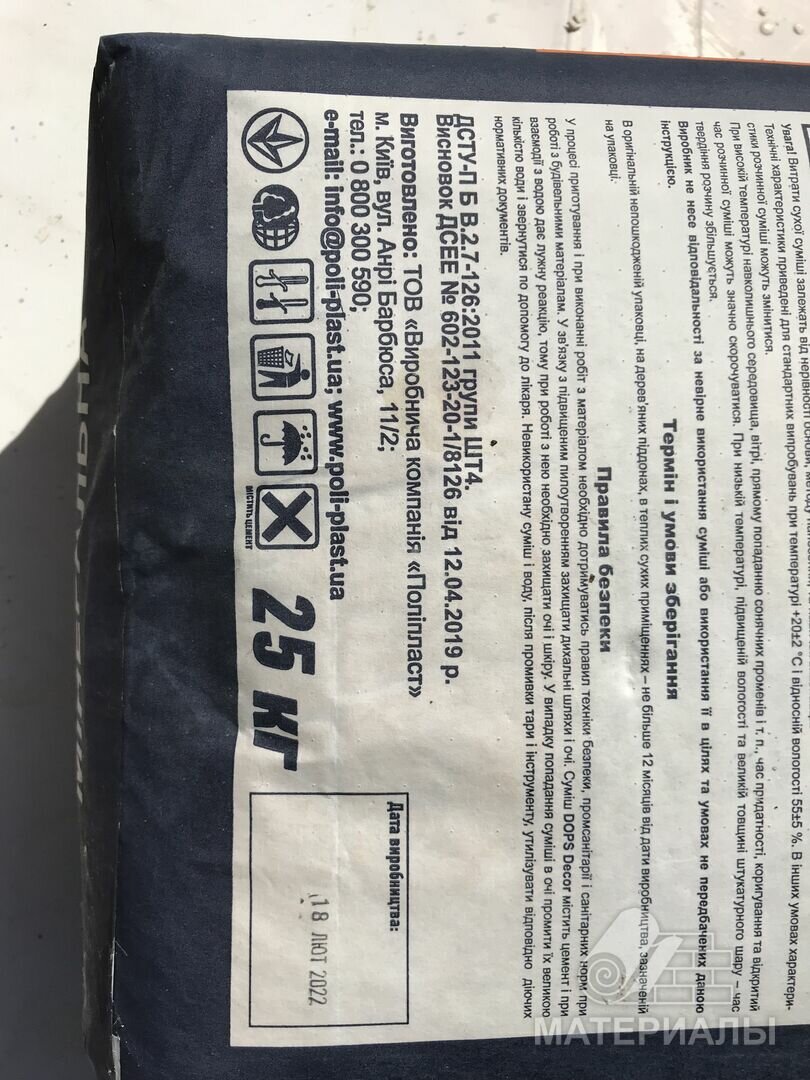 Увага! Витрати сухої суміші залежать від нерівності основи, методу
Технічні характеристики приведені для стандартних випробувань при температурі +20±2 °С і відносній вологості 55±5 %. В інших умовах характери-
стики розчинної суміші можуть змінитися.
При високій температурі навколишнього середовища, вітрі, прямому попаданню сонячних променів і т. п., час придатності, коригування та відкритий
час розчинної суміші можуть значно скорочуватися. При низькій температурі, підвищеній вологості та великій товщині штукатурного шару – час
твердіння розчину збільшується.
Виробник не несе відповідальності за невірне використання суміші або використання її в цілях та умовах не передбачених даною
інструкцією.
Термін і умови зберігання
В оригінальній непошкодженій упаковці, на дерев'яних піддонах, в теплих сухих приміщеннях – не більше 12 місяців від дати виробництва, зазначеній
на упаковці.
Правила безпеки
У процесі приготування і при виконанні робіт з матеріалом необхідно дотримуватись правил техніки безпеки, промсанітарії і санітарних норм при
роботі з будівельними матеріалами. У зв'язку з підвищеним пилоутворенням захищати дихальні шляхи і очі. Суміш DOPS Decor містить цемент і при
взаємодії з водою дає лужну реакцію, тому при роботі з нею необхідно захищати очі і шкіру. У випадку попадання суміші в очі промити їх великою
кількістю води і звернутися по допомогу до лікаря. Невикористану суміш і воду, після промивки тари і інструменту, утилізувати відповідно діючих
нормативних документів.
ДСТУ-П Б В.2.7-126:2011 групи ШТ4.
Висновок ДСЕЕ № 602-123-20-1/8126 від 12.04.2019 р.
Виготовлено: ТОВ «Виробнича компанія «Поліпласт»
м. Київ, вул. Анрі Барбюса, 11/2;
тел.: 0 800 300 590;
e-mail: info@poli-plast.ua; www.poli-plast.ua
МІСТИТЬ ЦЕМЕНТ
25 кг
Дата виробництва:
18 ЛЮТ 2022
МАТЕРИАЛЫ